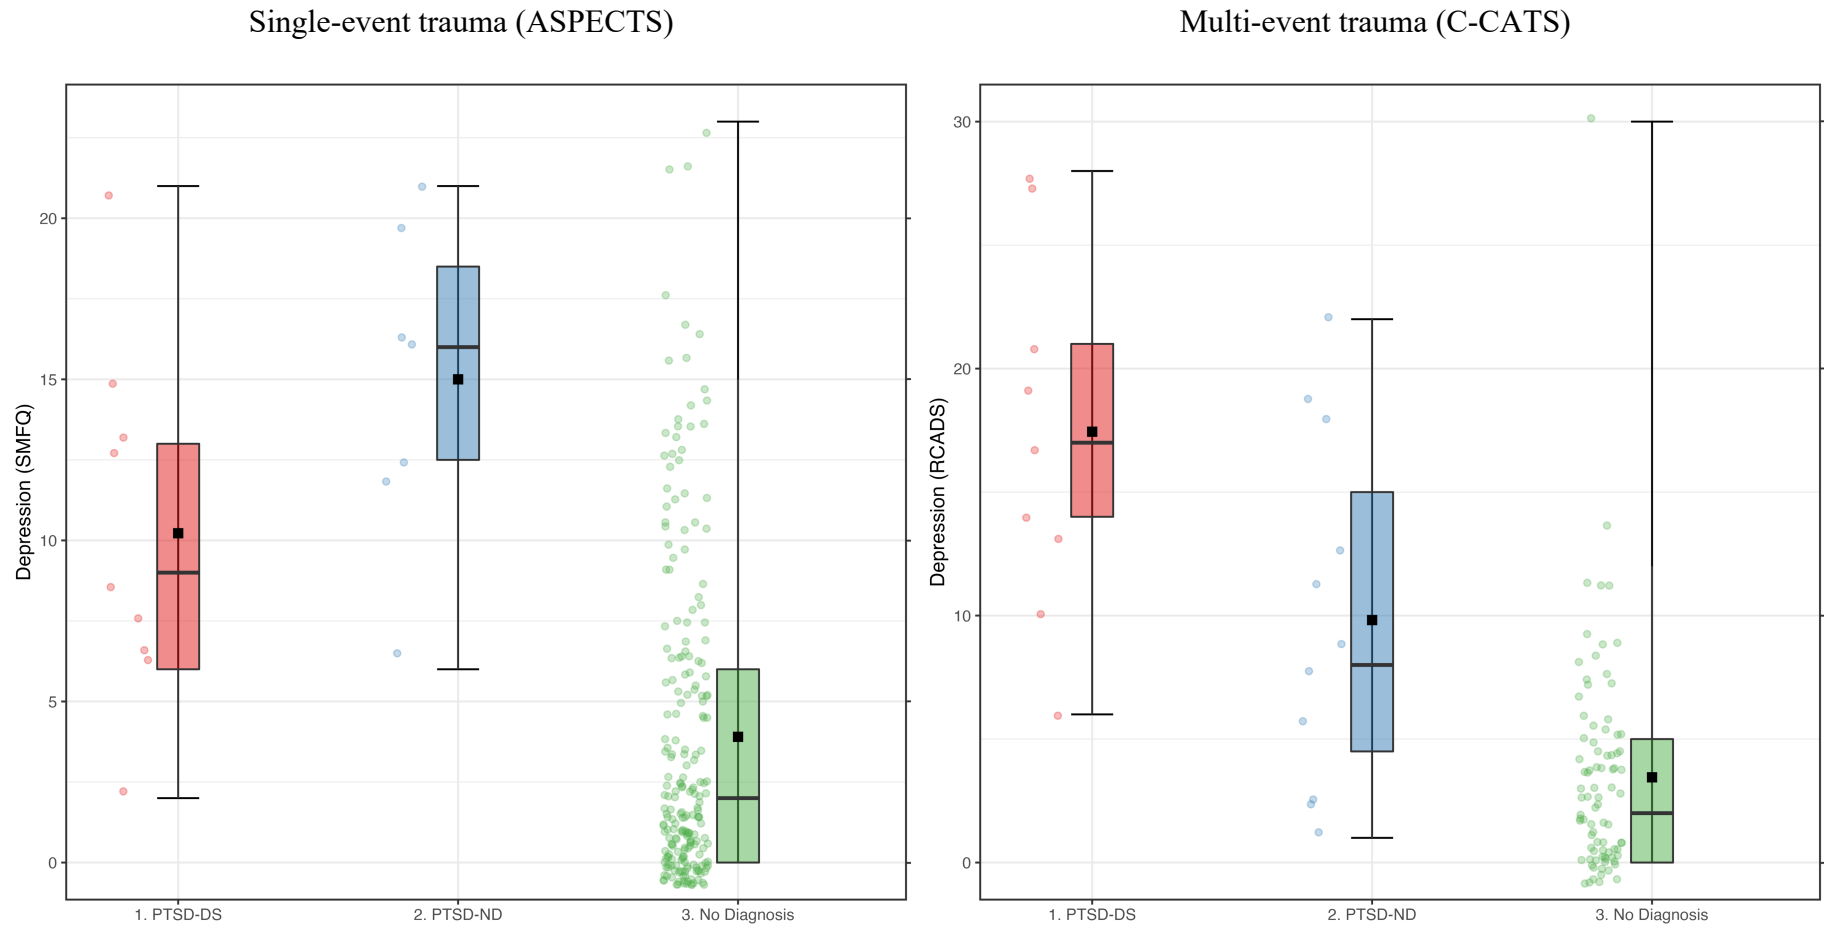 Single-event trauma (ASPECTS)
Depression (SMFQ)
20
15
10
5
0
1. PTSD-DS
2. PTSD-ND
3. No Diagnosis
Multi-event trauma (C-CATS)
Depression (RCADS)
30
20
10
0
1. PTSD-DS
2. PTSD-ND
3. No Diagnosis